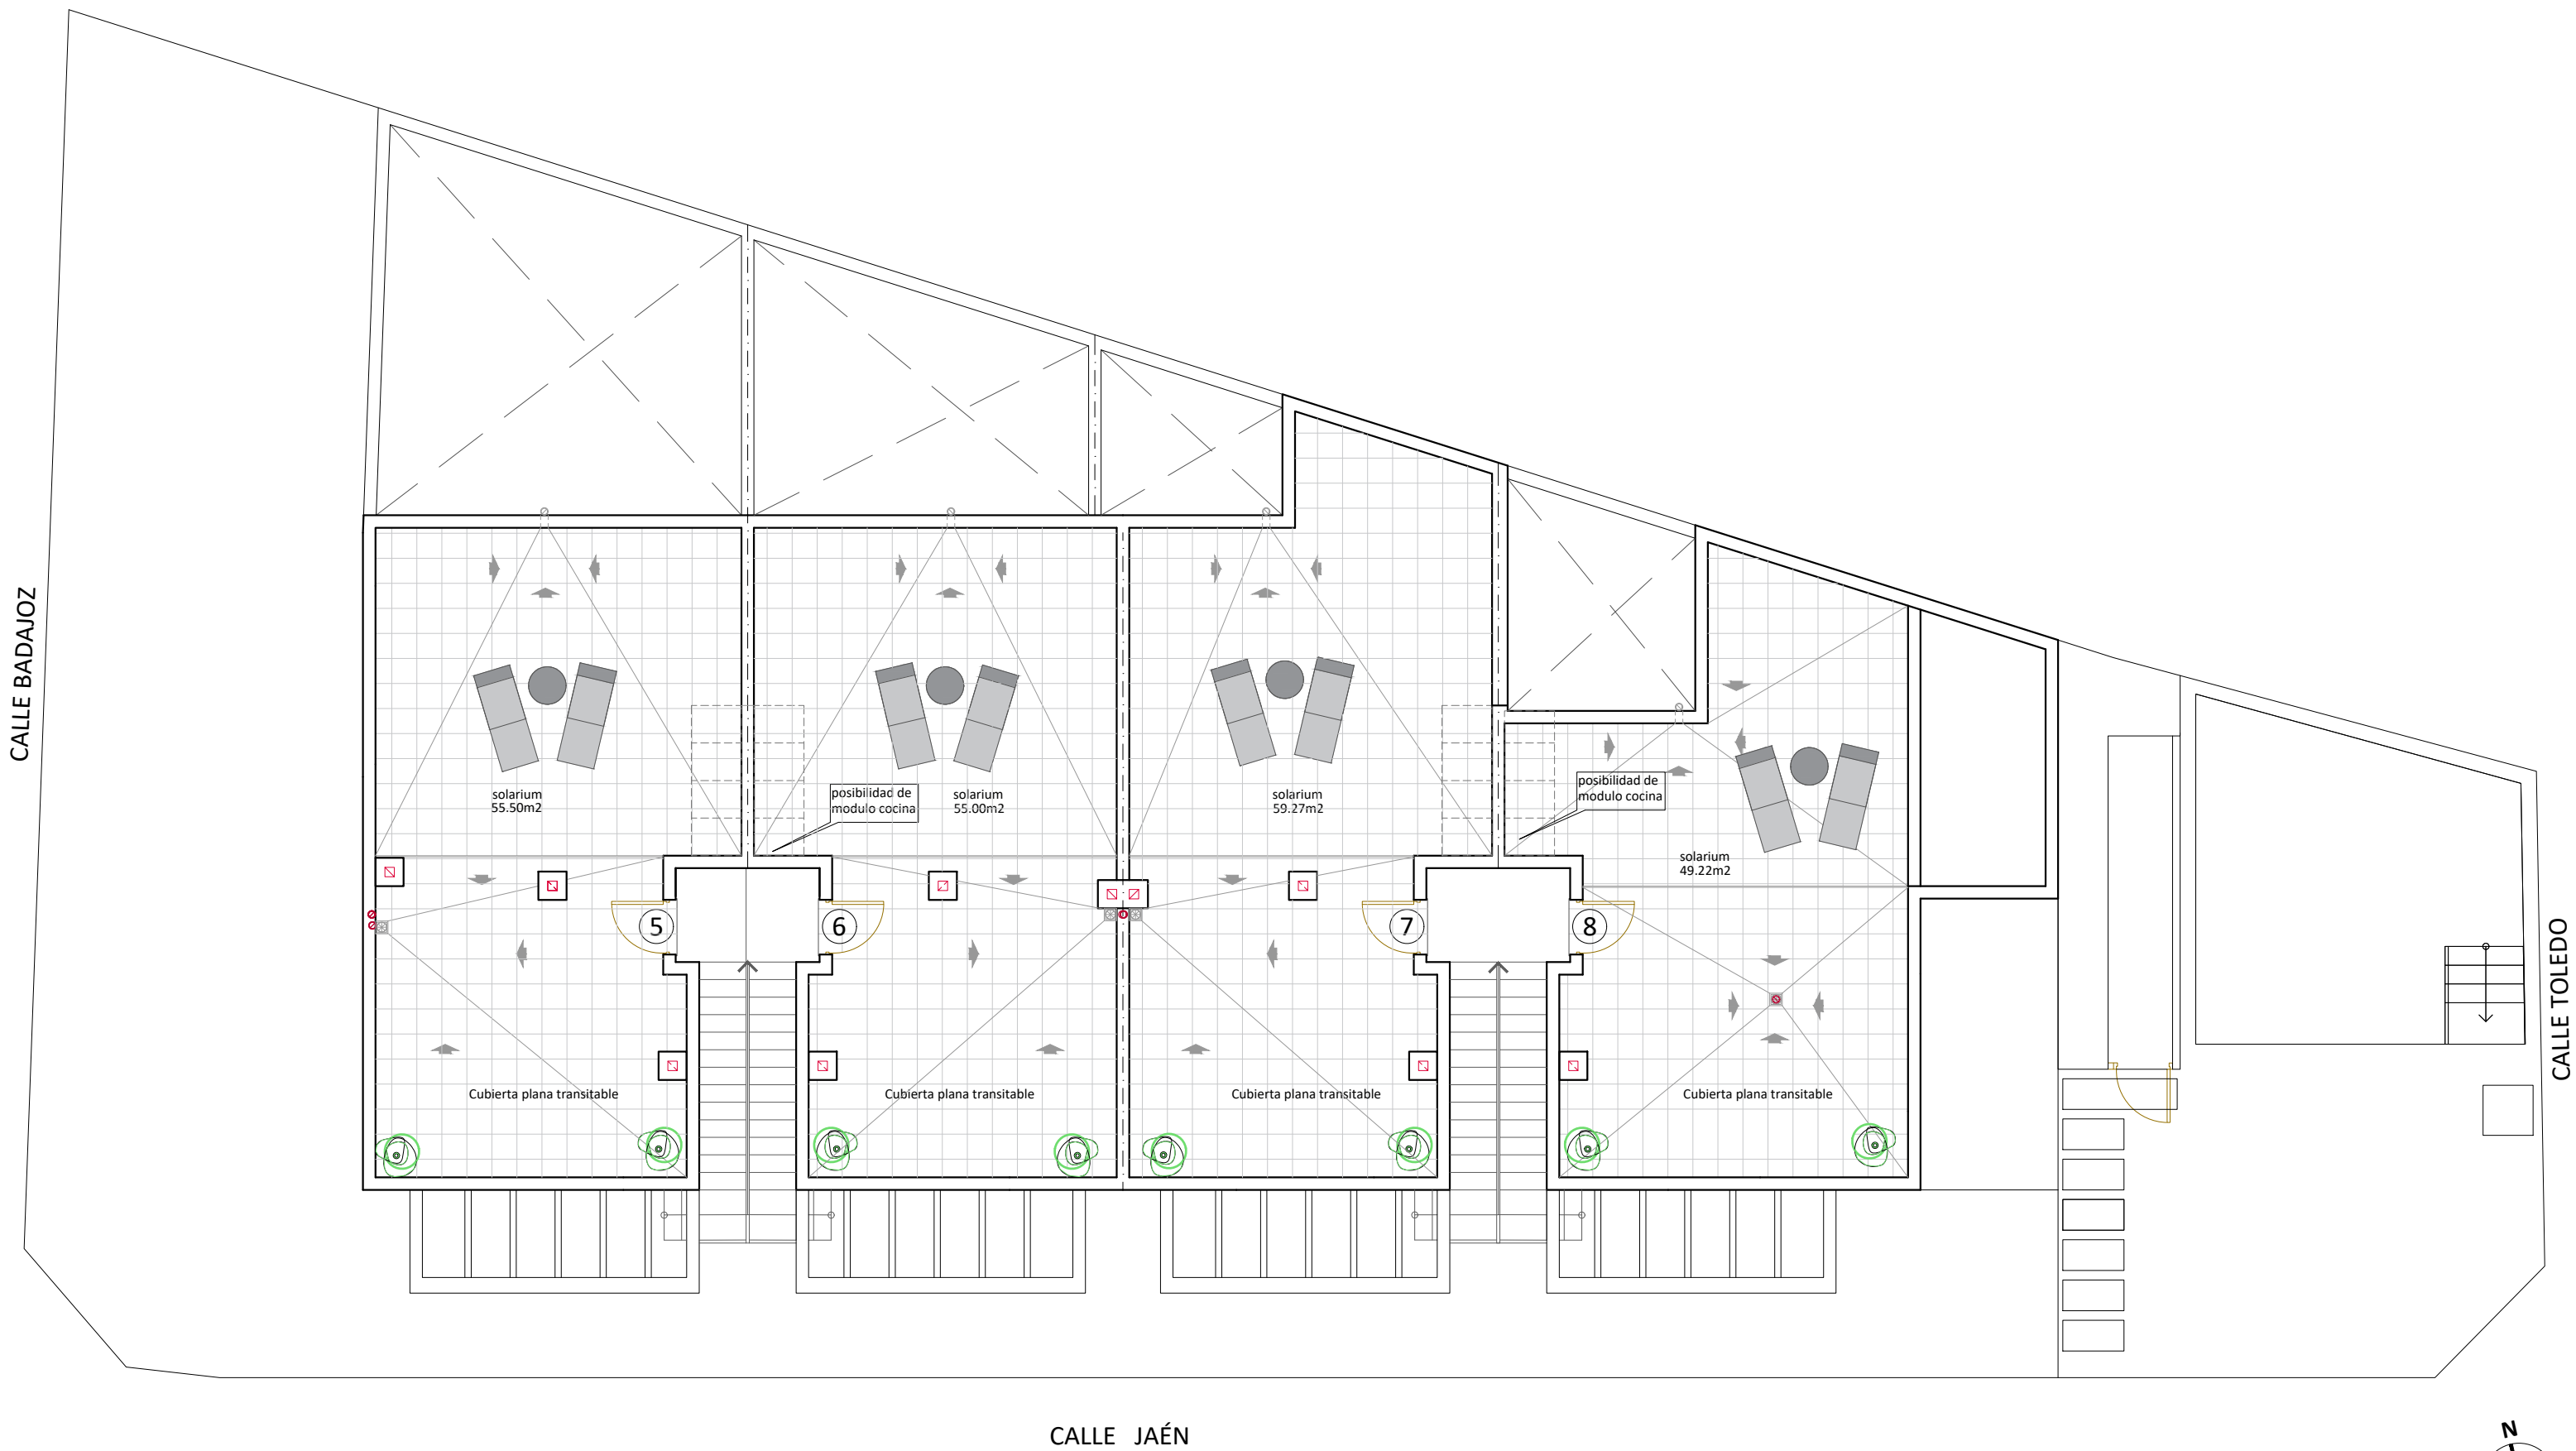 CALLE BADAJOZ
posibilidad de
modulo cocina
posibilidad de
modulo cocina
solarium
55.50m2
solarium
55.00m2
solarium
59.27m2
solarium
49.22m2
5
6
7
8
Cubierta plana transitable
Cubierta plana transitable
Cubierta plana transitable
Cubierta plana transitable
CALLE TOLEDO
CALLE JAÉN
N